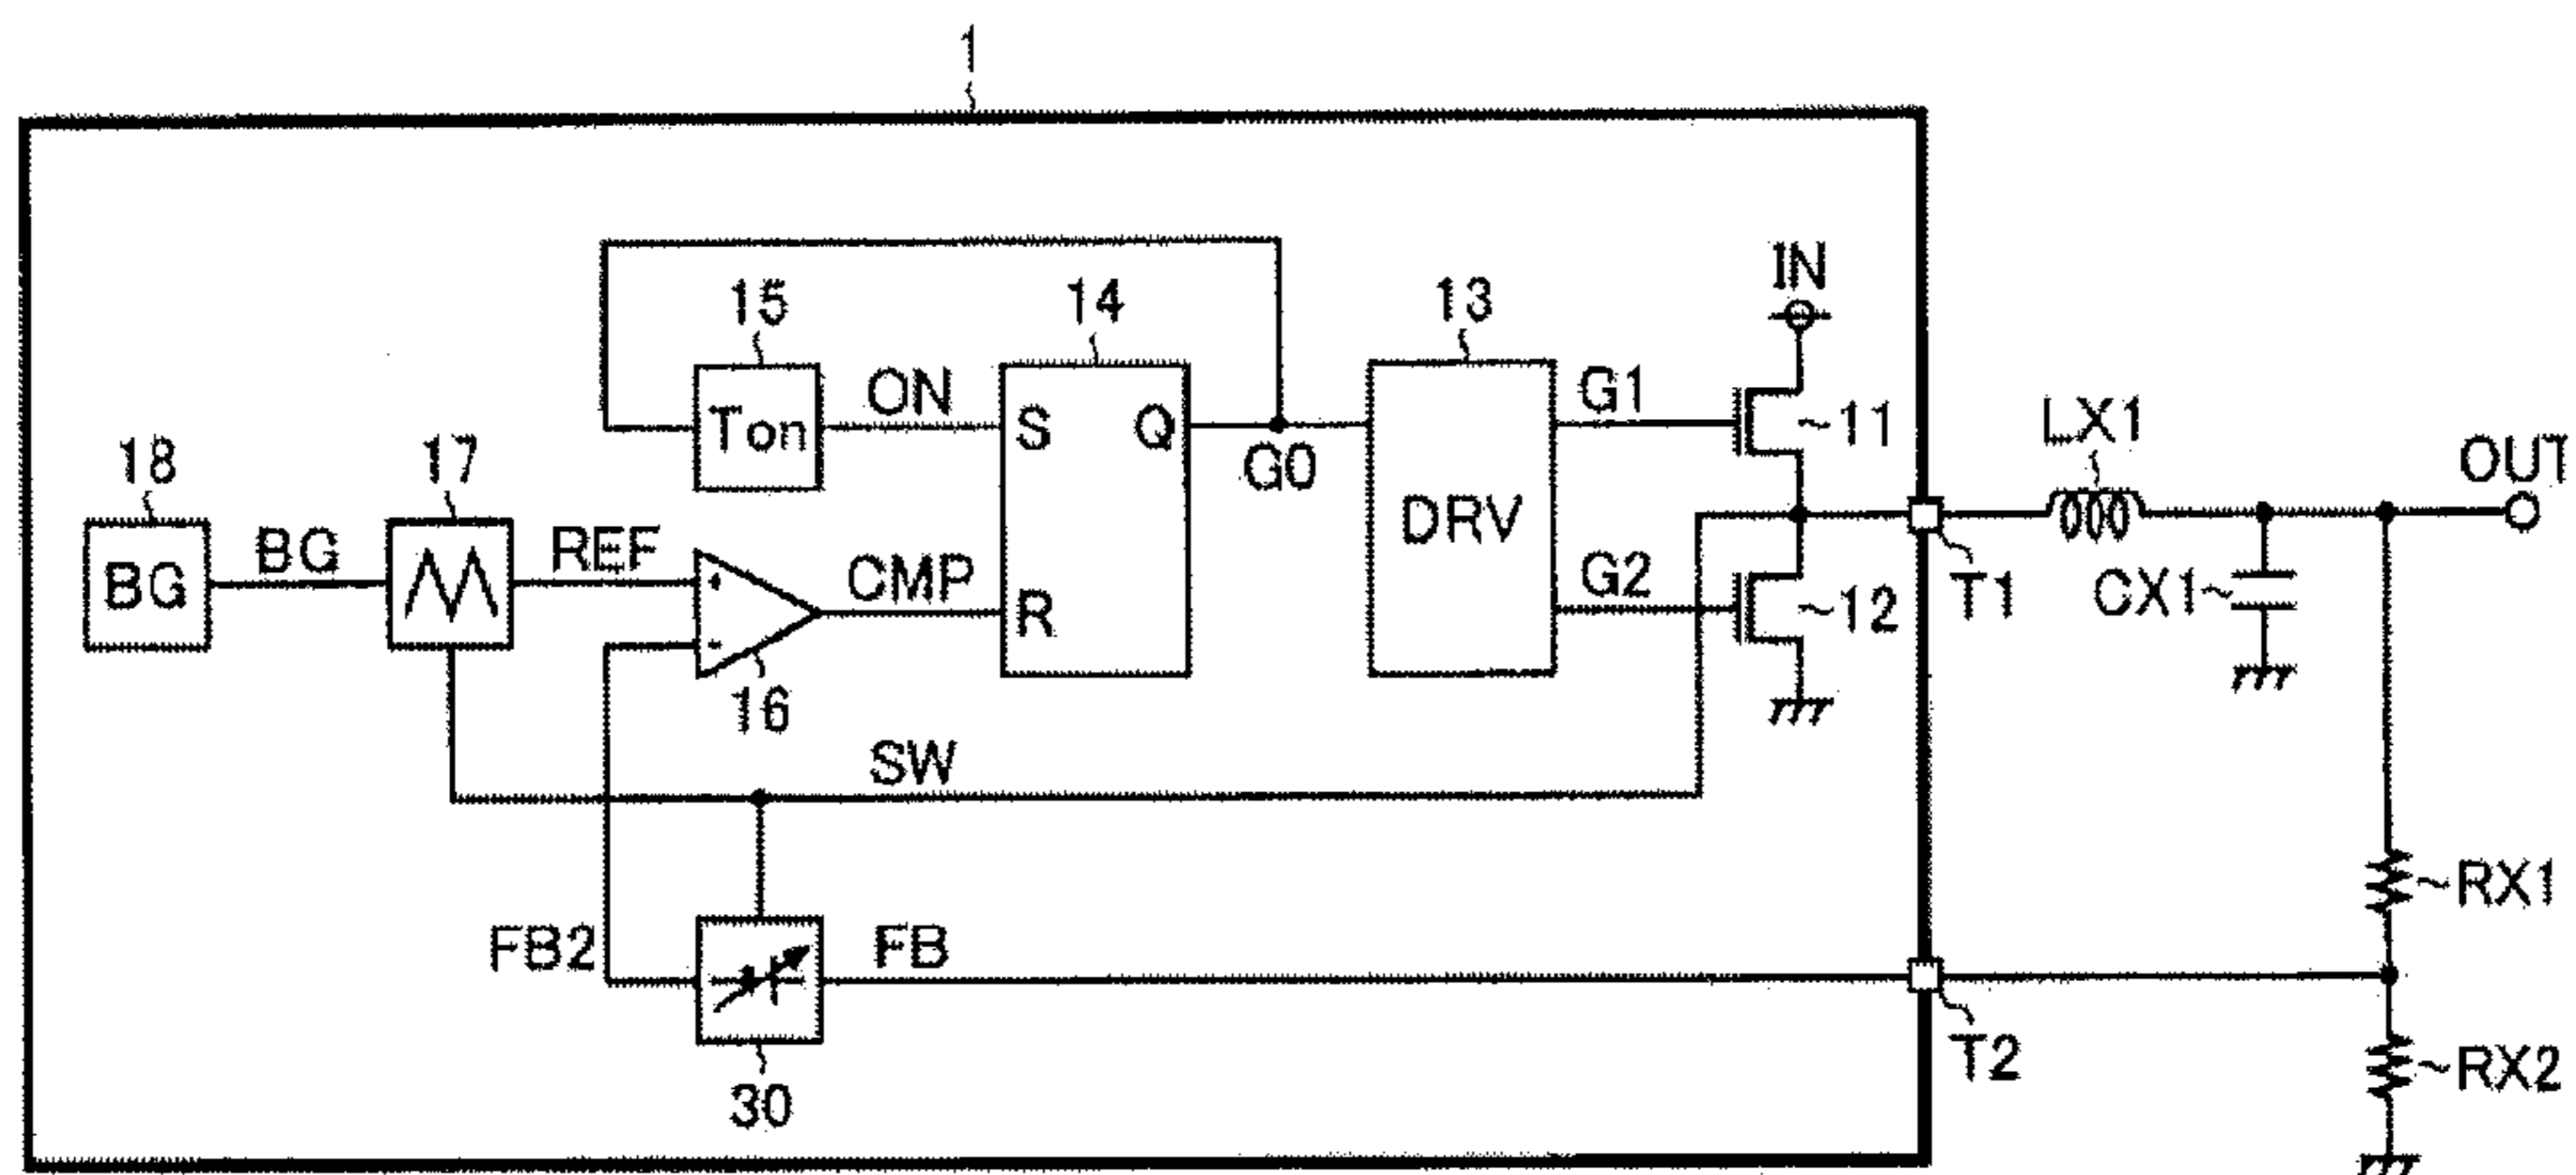 1
IN
15
14
13
ON
G1
11
LX1
Ton
S
Q
OUT
18
17
G0
BG
BG
REF
CMP
DRV
G2
T1
CX1
+
-
R
12
16
SW
RX1
FB2
FB
T2
RX2
30